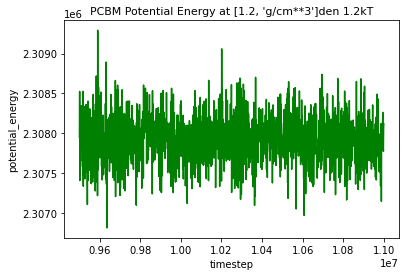 PCBM Potential Energy at [1.2, 'g/cm**3']den 1.2kT
1e6
2.3090
2.3085
2.3080
2.3075
2.3070
potential_energy
0.96 0.98 1.00 1.02 1.04 1.06 1.08 1.10
timestep
1e7